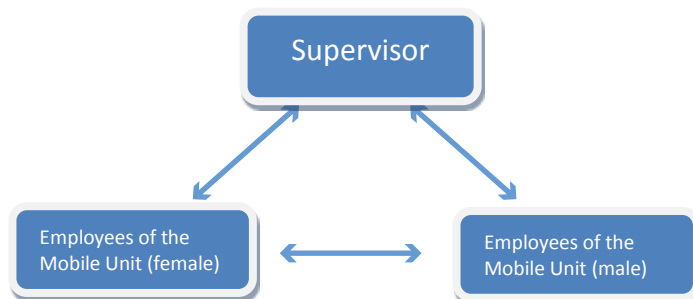 Supervisor
Employees of the
Mobile Unit (female)
Employees of the
Mobile Unit (male)